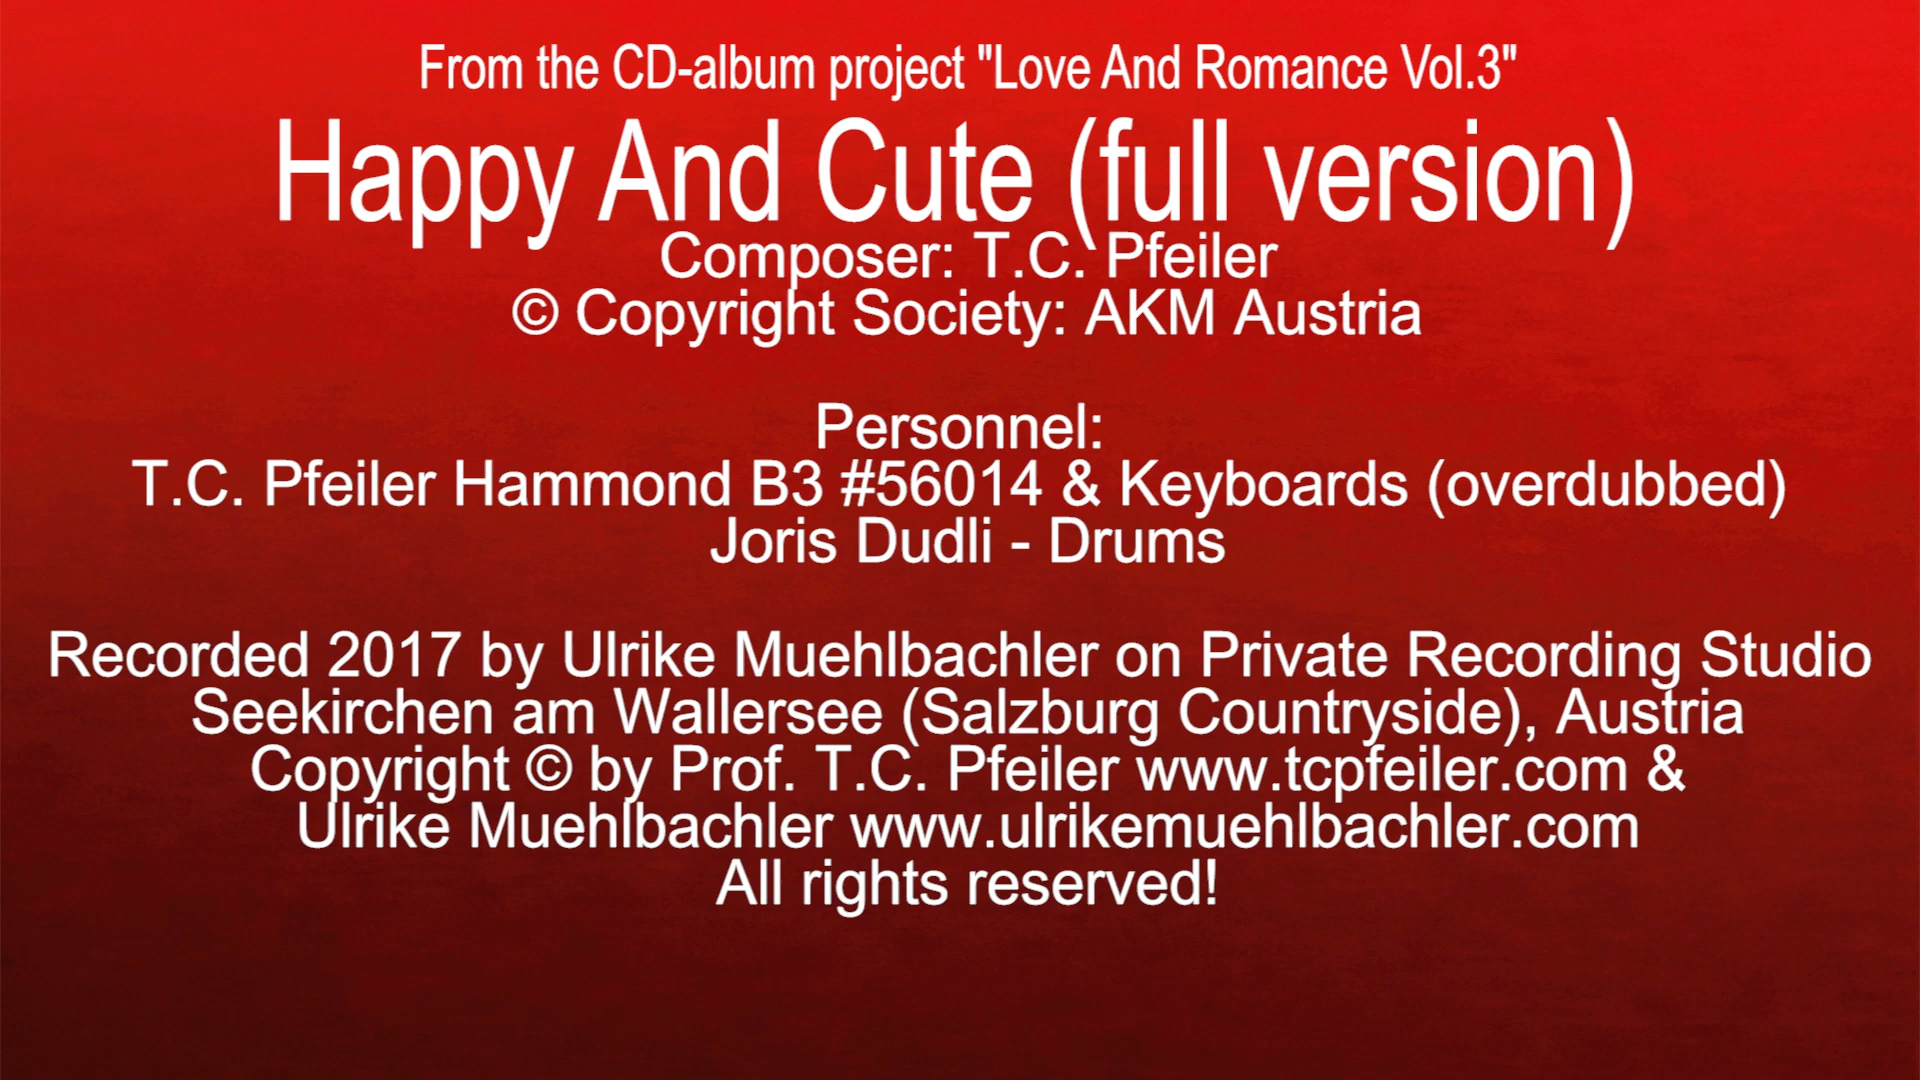 From the CD-album project "Love And Romance Vol.3"
Happy And Cute (full version)
Composer: T.C. Pfeiler
© Copyright Society: AKM Austria
Personnel:
T.C. Pfeiler Hammond B3 #56014 & Keyboards (overdubbed)
Joris Dudli - Drums
Recorded 2017 by Ulrike Muehlbachler on Private Recording Studio
Seekirchen am Wallersee (Salzburg Countryside), Austria
Copyright © by Prof. T.C. Pfeiler www.tcpfeiler.com &
Ulrike Muehlbachler www.ulrikemuehlbachler.com
All rights reserved!